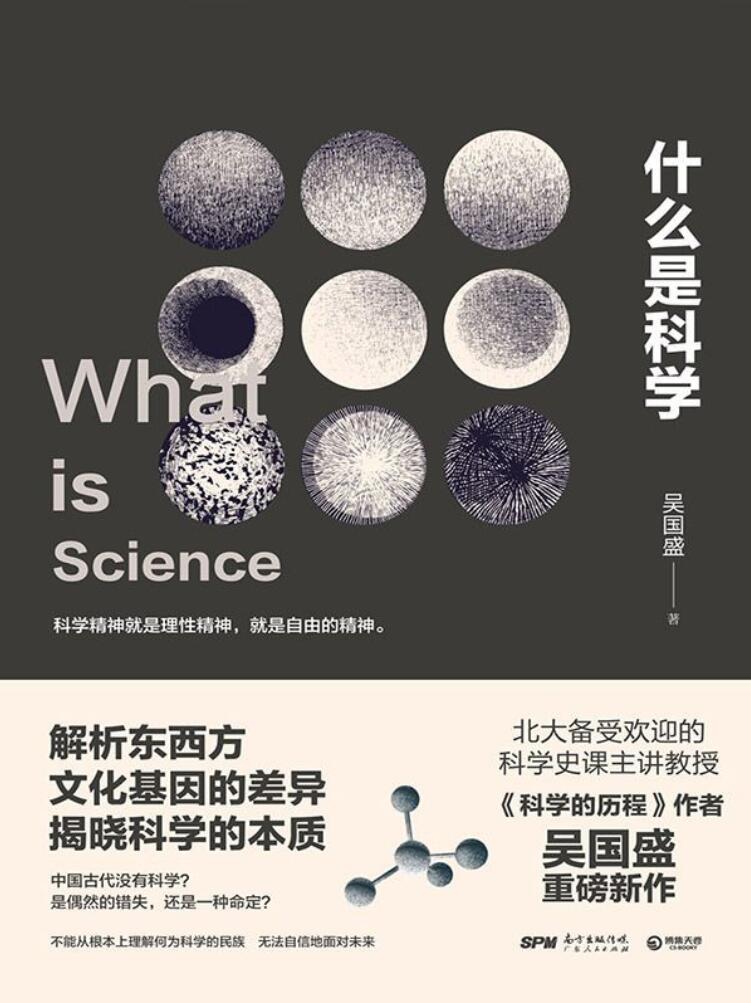 什么是科学
吴国盛
著
What
is
Science
科学精神就是理性精神，就是自由的精神。
解析东西方
文化基因的差异
揭晓科学的本质
中国古代没有科学？
是偶然的错失，还是一种命定？
不能从根本上理解何为科学的民族 无法自信地面对未来
北大备受欢迎的
科学史课主讲教授
《科学的历程》作者
吴国盛
重磅新作
SPM
南方出版传媒
广东人民出版社
博集天卷
CS-BOOKY